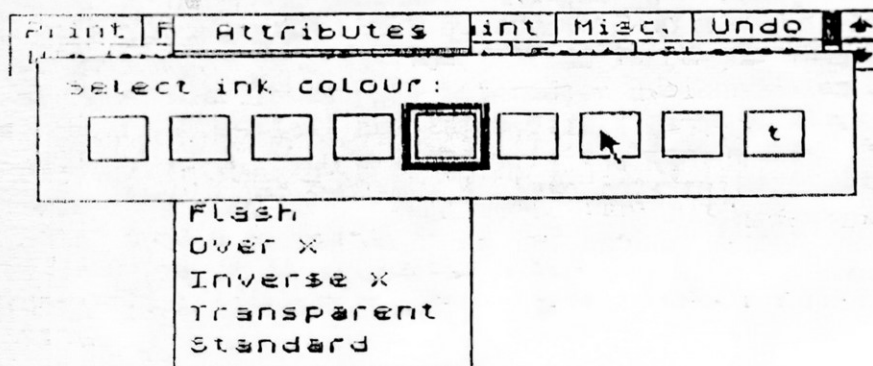 Print F Attributes int Misc. Undo
Select ink colour:
t
Flash
Over x
Inverse x
Transparent
Standard